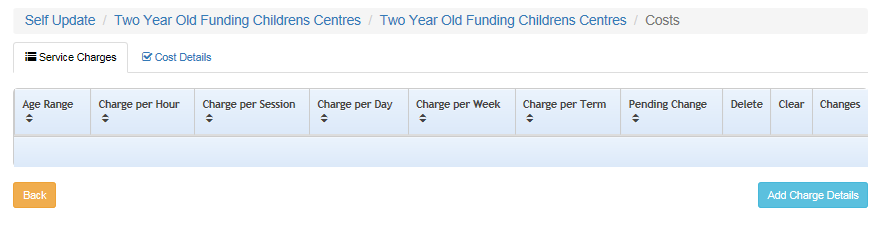 Self Update / Two Year Old Funding Childrens Centres / Two Year Old Funding Childrens Centres / Costs
Service Charges Cost Details
Age Range Charge per Hour Charge per Session Charge per Day Charge per Week Charge per Term Pending Change Delete Clear Changes
Back Add Charge Details